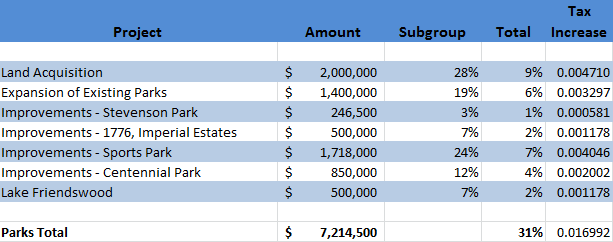 Tax
Project Amount Subgroup Total Increase
Land Acquisition $ 2,000,000 28% 9% 0.004710
Expansion of Existing Parks $ 1,400,000 19% 6% 0.003297
Improvements - Stevenson Park $ 246,500 3% 1% 0.000581
Improvements - 1776, Imperial Estates $ 500,000 7% 2% 0.001178
Improvements - Sports Park $ 1,718,000 24% 7% 0.004046
Improvements - Centennial Park $ 850,000 12% 4% 0.002002
Lake Friendswood $ 500,000 7% 2% 0.001178
Parks Total $ 7,214,500 31% 0.016992